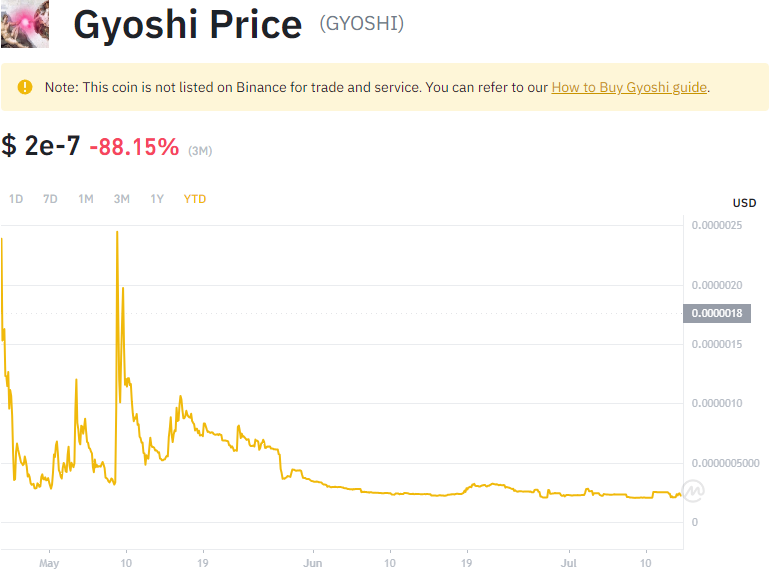 Gyoshi Price (GYOSHI)
Note: This coin is not listed on Binance for trade and service. You can refer to our How to Buy Gyoshi guide.
$ 2e-7 -88.15% (3M)
1D 7D 1M 3M 1Y YTD
USD
0.0000025
0.0000020
0.0000018
0.0000015
0.0000010
0.0000005000
0
May 10 19 Jun 10 19 Jul 10